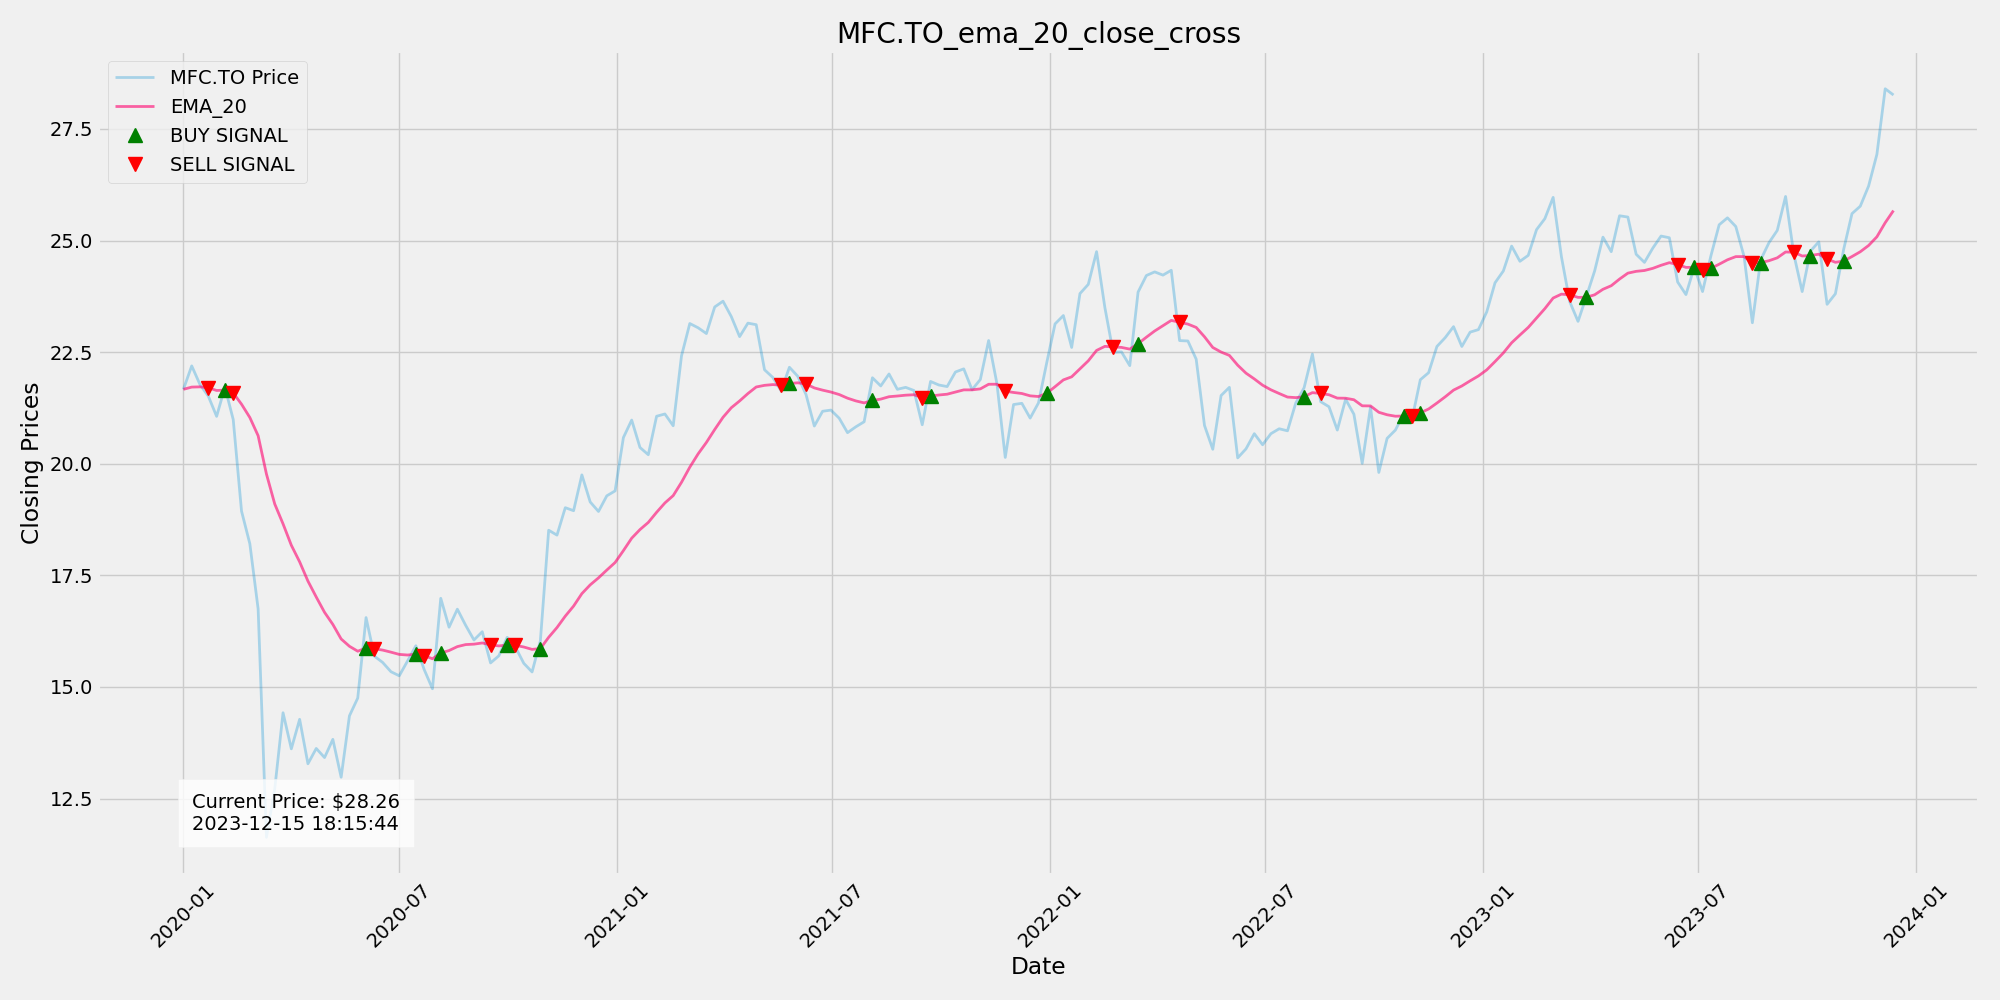 MFC.TO_ema_20_close_cross
MFC.TO Price
EMA_20
BUY SIGNAL
SELL SIGNAL
27.5
25.0
22.5
20.0
17.5
15.0
12.5
Closing Prices
Current Price: $28.26
2023-12-15 18:15:44
2020-01
2020-07
2021-01
2021-07
2022-01
2022-07
2023-01
2023-07
2024-01
Date